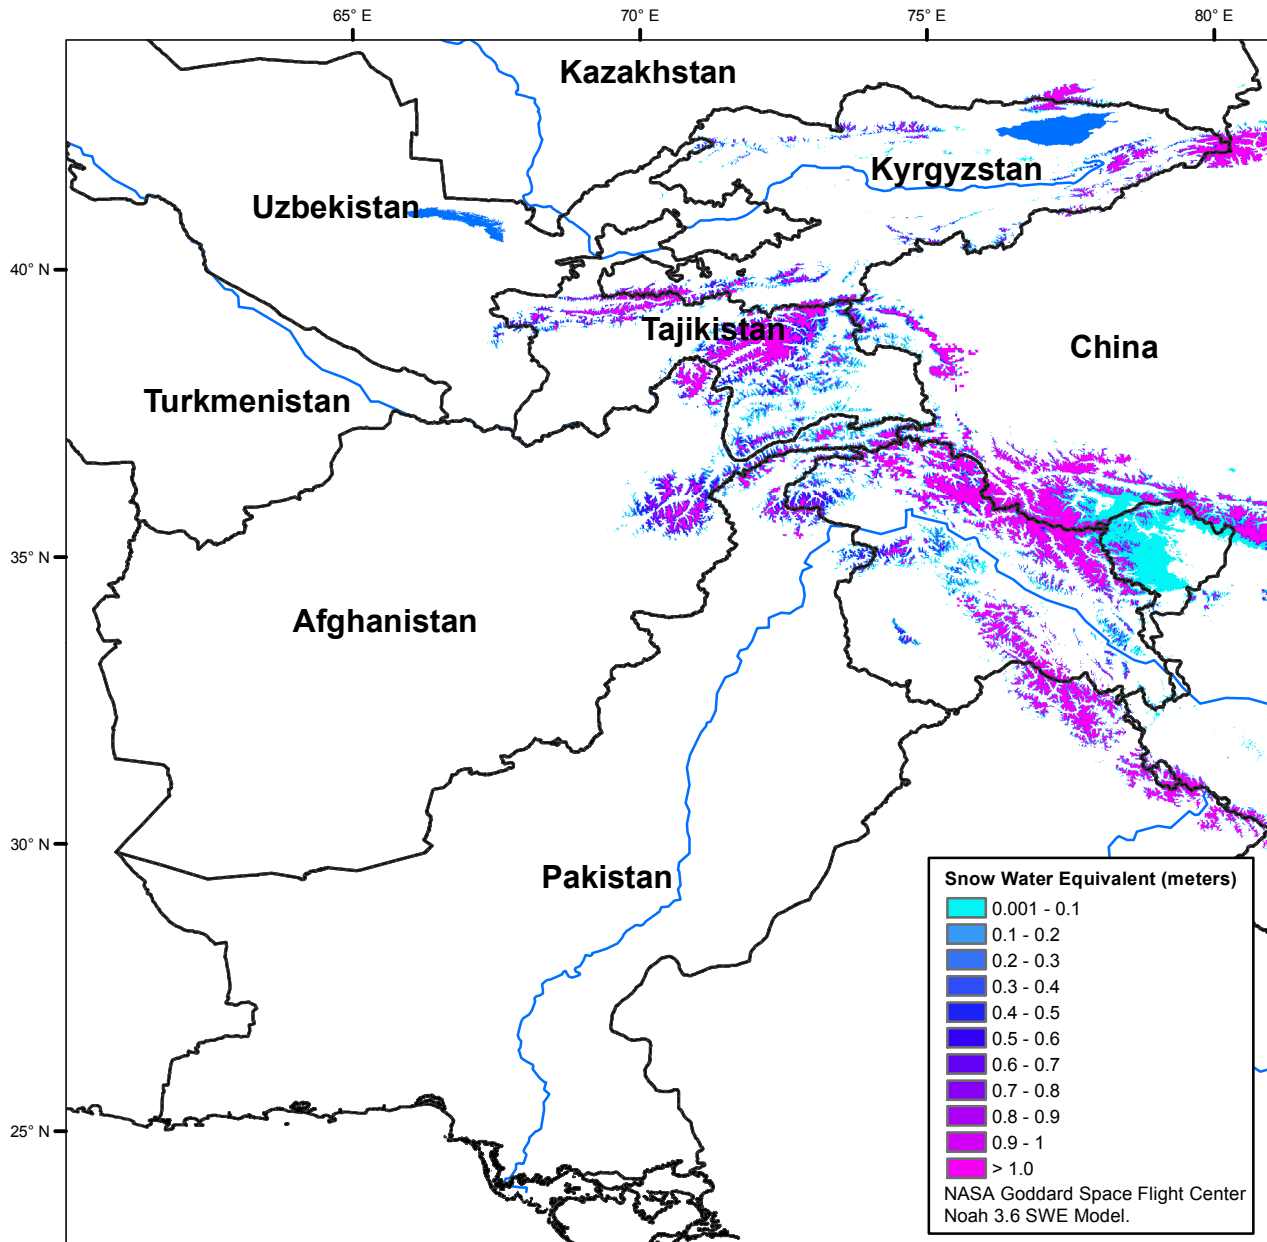 65° E
70° E
75° E
80° E
Kazakhstan
Kyrgyzstan
Uzbekistan
40° N
Tajikistan
China
Turkmenistan
35° N
Afghanistan
30° N
Pakistan
25° N
Snow Water Equivalent (meters)
0.001 - 0.1
0.1 - 0.2
0.2 - 0.3
0.3 - 0.4
0.4 - 0.5
0.5 - 0.6
0.6 - 0.7
0.7 - 0.8
0.8 - 0.9
0.9 - 1
> 1.0
NASA Goddard Space Flight Center
Noah 3.6 SWE Model.